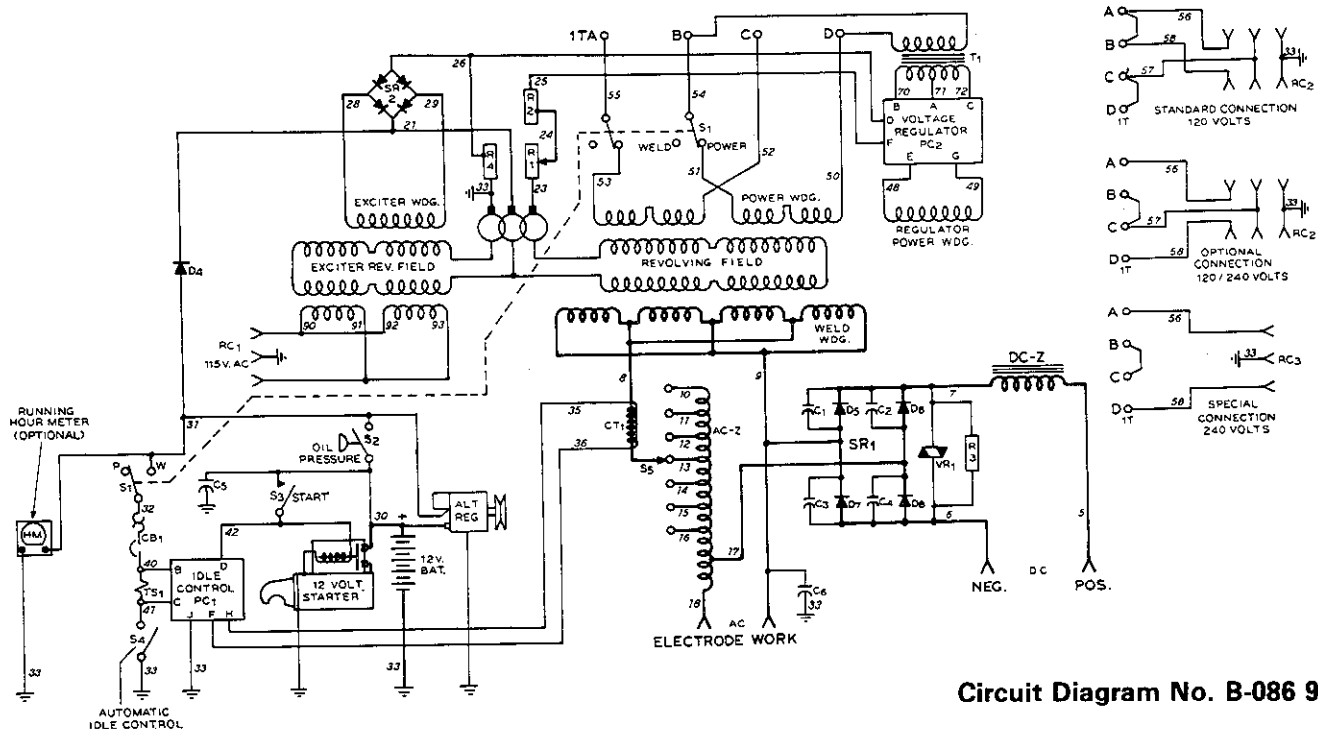 1TA
B
C
D
T1
26
25
R2
24
R1
23
R4
33
SR2
28
29
21
55
54
S1
WELD
POWER
53
51
52
50
70
71
72
B
A
C
D
F
VOLTAGE
REGULATOR
PC2
E
G
48
49
EXCITER WDG.
POWER WDG.
REGULATOR
POWER WDG.
D4
EXCITER REV. FIELD
REVOLVING FIELD
90
91
92
93
RC1
115V. AC
WELD
WDG.
8
9
A
56
B
58
C
57
33
RC2
D
1T
STANDARD CONNECTION
120 VOLTS
A
56
B
C
57
33
RC2
D
58
1T
OPTIONAL
CONNECTION
120/240 VOLTS
A
56
B
C
33
RC3
D
58
1T
SPECIAL
CONNECTION
240 VOLTS
RUNNING
HOUR METER
(OPTIONAL)
HM
33
31
P
W
S1
32
CB1
40
TS1
41
S4
33
AUTOMATIC
IDLE CONTROL
S2
OIL
PRESSURE
C5
S3
START
42
B
D
C
IDLE
CONTROL
PC1
J
F
H
33
12 VOLT
STARTER
30
+
12V.
BAT.
33
ALT
REG
35
36
CT1
S5
10
11
12
13
14
15
16
AC-Z
17
18
AC
ELECTRODE WORK
C6
33
C1
D5
C2
D6
SR1
C3
D7
C4
D8
7
VR1
R3
6
DC-Z
5
NEG.
DC
POS.
Circuit Diagram No. B-086 9